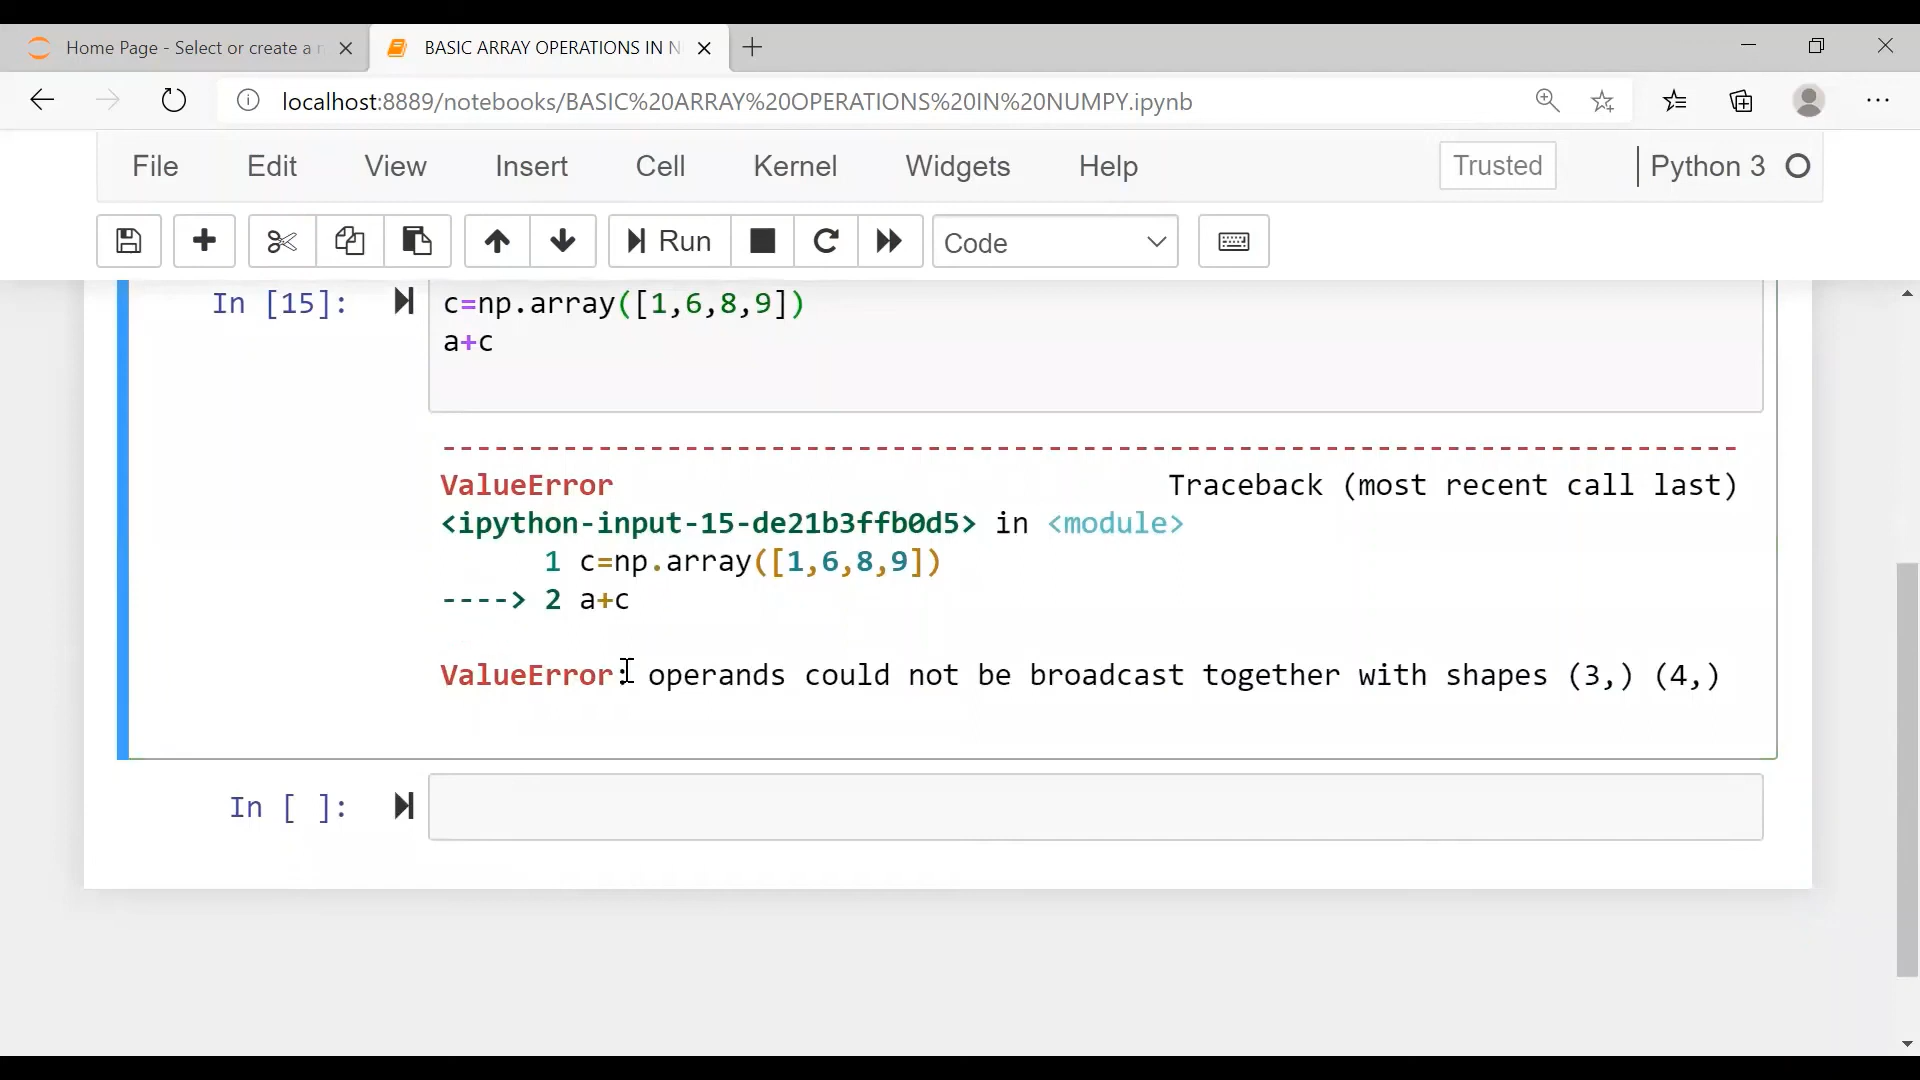 Home Page - Select or create a n
BASIC ARRAY OPERATIONS IN N
localhost:8889/notebooks/BASIC%20ARRAY%20OPERATIONS%20IN%20NUMPY.ipynb
File Edit View Insert Cell Kernel Widgets Help Trusted Python 3
Run Code
In [15]: c=np.array([1,6,8,9])
a+c
---------------------------------------------------------------------------
ValueError Traceback (most recent call last)
<ipython-input-15-de21b3ffb0d5> in <module>
1 c=np.array([1,6,8,9])
----> 2 a+c
ValueError: operands could not be broadcast together with shapes (3,) (4,)
In [ ]: